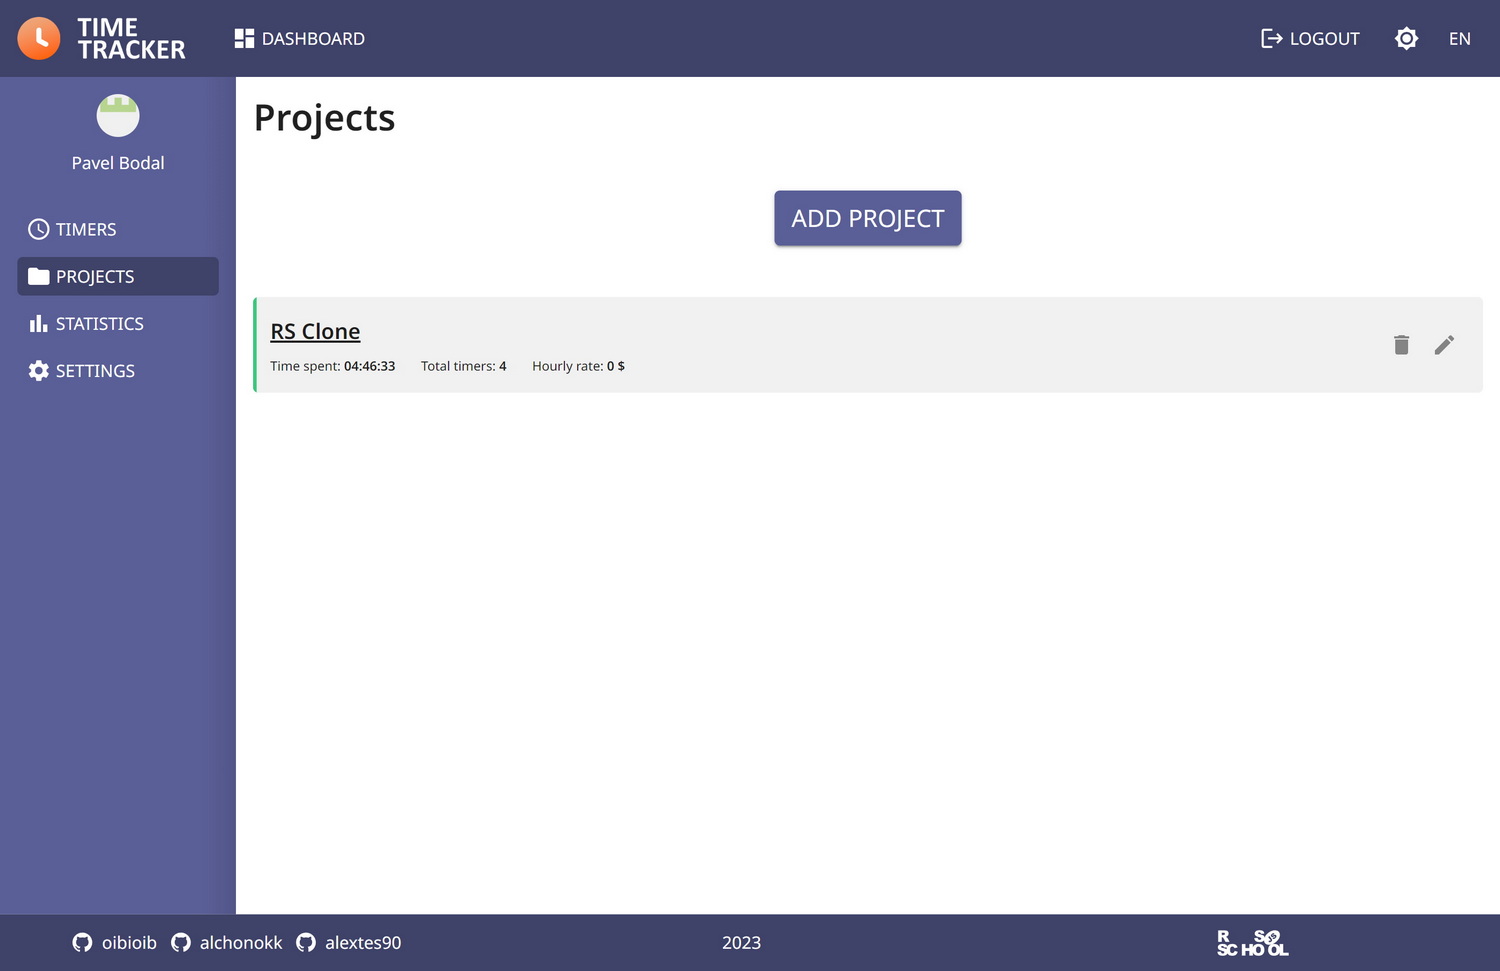 TIME
TRACKER
DASHBOARD
LOGOUT
EN
Pavel Bodal
TIMERS
PROJECTS
STATISTICS
SETTINGS
Projects
ADD PROJECT
RS Clone
Time spent: 04:46:33 Total timers: 4 Hourly rate: 0 $
oibioib alchonokk alextes90
2023
R S
SCHOOL